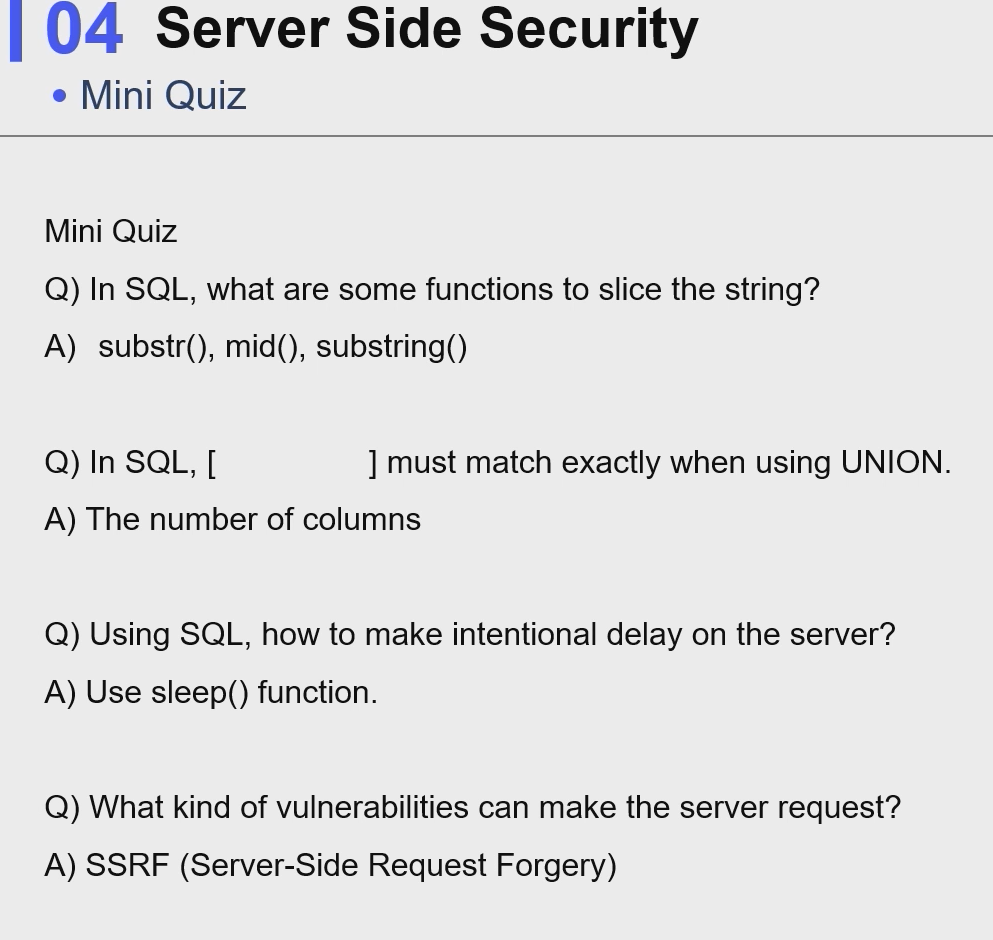 04 Server Side Security
• Mini Quiz
Mini Quiz
Q) In SQL, what are some functions to slice the string?
A) substr(), mid(), substring()
Q) In SQL, [ ] must match exactly when using UNION.
A) The number of columns
Q) Using SQL, how to make intentional delay on the server?
A) Use sleep() function.
Q) What kind of vulnerabilities can make the server request?
A) SSRF (Server-Side Request Forgery)